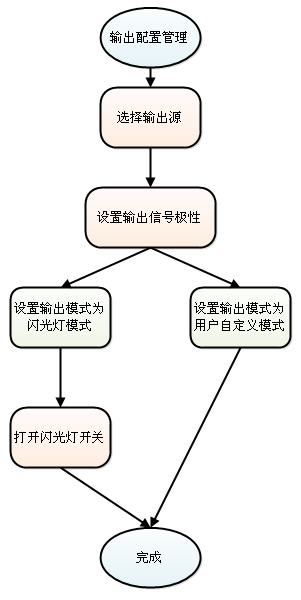 输出配置管理
选择输出源
设置输出信号极性
设置输出模式为
闪光灯模式
设置输出模式为
用户自定义模式
打开闪光灯开关
完成